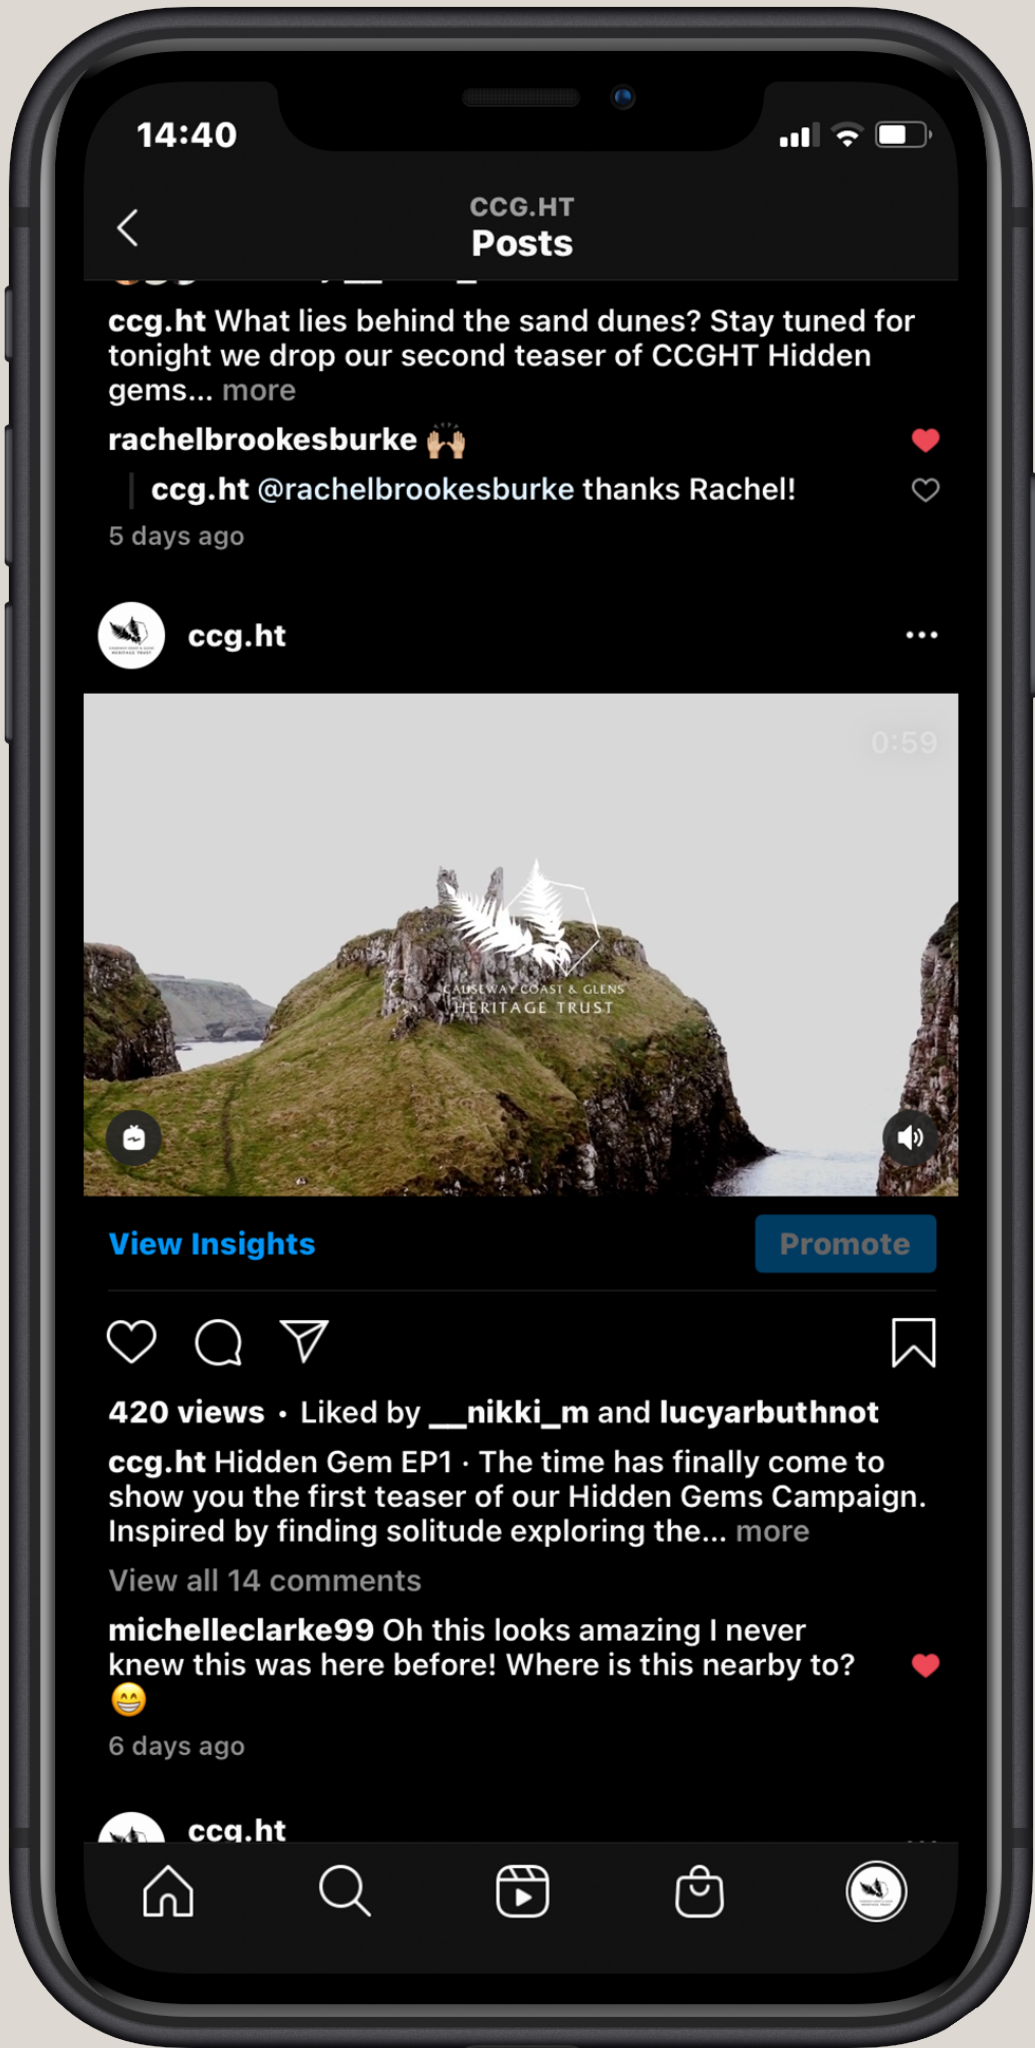 14:40
CCG.HT
Posts
ccg.ht What lies behind the sand dunes? Stay tuned for
tonight we drop our second teaser of CCGHT Hidden
gems... more
rachelbrookesburke 🙌🏼
ccg.ht @rachelbrookesburke thanks Rachel!
5 days ago
ccg.ht
0:59
CAUSEWAY COAST & GLENS
HERITAGE TRUST
View Insights
Promote
420 views · Liked by __nikki_m and lucyarbuthnot
ccg.ht Hidden Gem EP1 · The time has finally come to
show you the first teaser of our Hidden Gems Campaign.
Inspired by finding solitude exploring the... more
View all 14 comments
michelleclarke99 Oh this looks amazing I never
knew this was here before! Where is this nearby to?
😁
6 days ago
ccg.ht